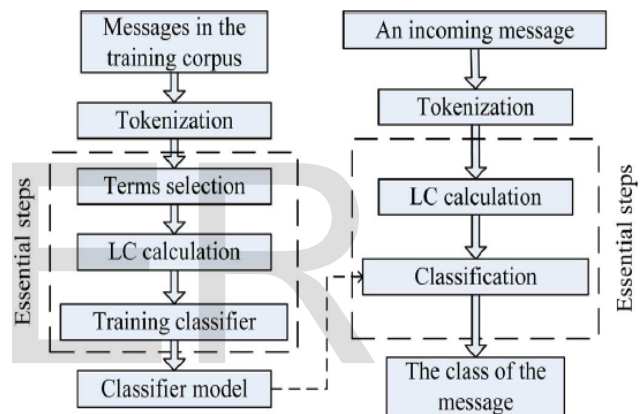 Messages in the
training corpus
Tokenization
Essential steps
Terms selection
LC calculation
Training classifier
Classifier model
An incoming message
Tokenization
LC calculation
Classification
Essential steps
The class of the
message
ER